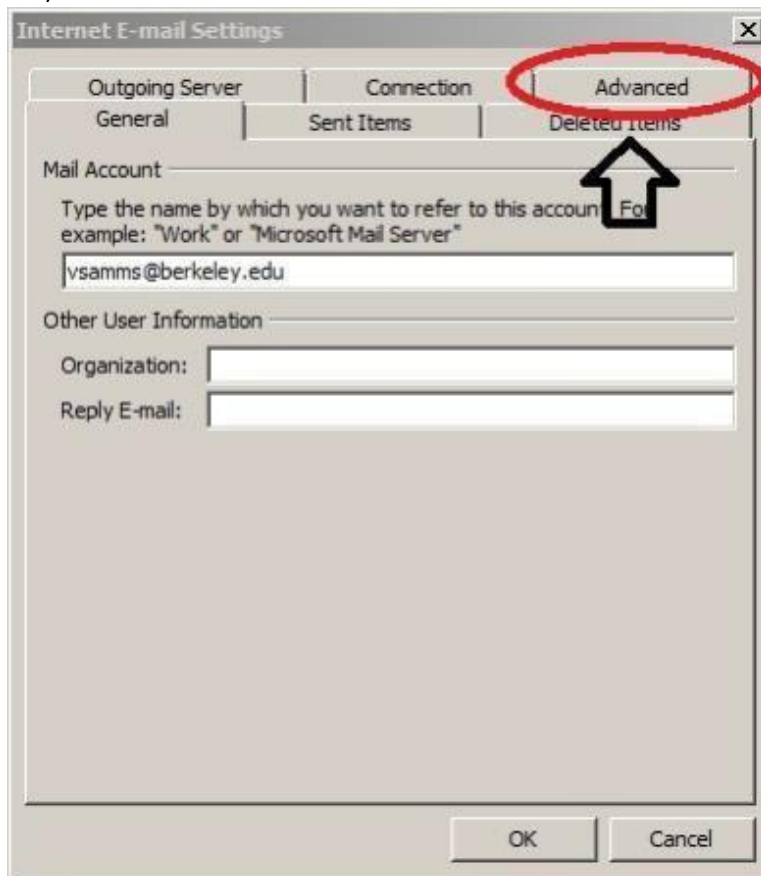 Internet E-mail Settings
Outgoing Server Connection Advanced
General Sent Items Deleted Items
Mail Account
Type the name by which you want to refer to this account. For
example: "Work" or "Microsoft Mail Server"
vsamms@berkeley.edu
Other User Information
Organization:
Reply E-mail:
OK Cancel